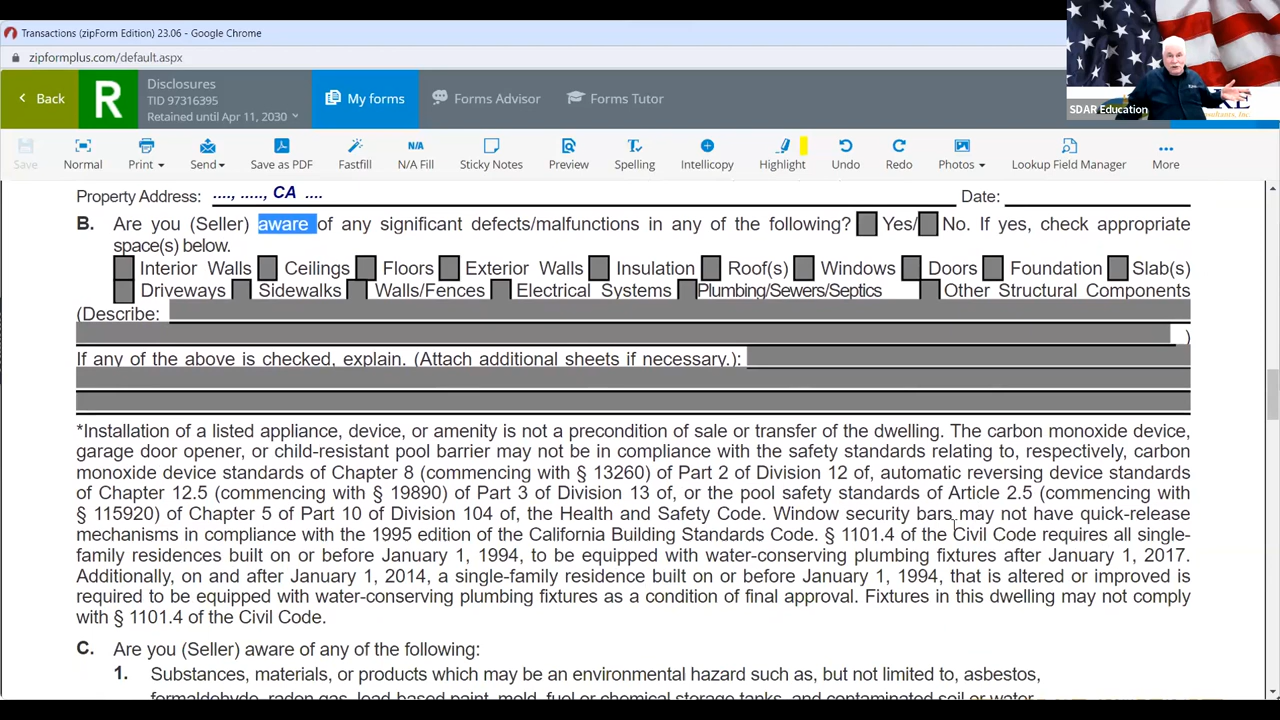 Transactions (zipForm Edition) 23.06 - Google Chrome
zipformplus.com/default.aspx
Back
R
Disclosures
TID 97316395
Retained until Apr 11, 2030
My forms
Forms Advisor
Forms Tutor
SDAR Education
Save
Normal
Print
Send
Save as PDF
Fastfill
N/A
N/A Fill
Sticky Notes
Preview
Spelling
Intellicopy
Highlight
Undo
Redo
Photos
Lookup Field Manager
More
Property Address: ...., ....., CA .... Date:
B. Are you (Seller) aware of any significant defects/malfunctions in any of the following? Yes/ No. If yes, check appropriate
space(s) below.
Interior Walls Ceilings Floors Exterior Walls Insulation Roof(s) Windows Doors Foundation Slab(s)
Driveways Sidewalks Walls/Fences Electrical Systems Plumbing/Sewers/Septics Other Structural Components
(Describe:
)
If any of the above is checked, explain. (Attach additional sheets if necessary.):
*Installation of a listed appliance, device, or amenity is not a precondition of sale or transfer of the dwelling. The carbon monoxide device,
garage door opener, or child-resistant pool barrier may not be in compliance with the safety standards relating to, respectively, carbon
monoxide device standards of Chapter 8 (commencing with § 13260) of Part 2 of Division 12 of, automatic reversing device standards
of Chapter 12.5 (commencing with § 19890) of Part 3 of Division 13 of, or the pool safety standards of Article 2.5 (commencing with
§ 115920) of Chapter 5 of Part 10 of Division 104 of, the Health and Safety Code. Window security bars may not have quick-release
mechanisms in compliance with the 1995 edition of the California Building Standards Code. § 1101.4 of the Civil Code requires all single-
family residences built on or before January 1, 1994, to be equipped with water-conserving plumbing fixtures after January 1, 2017.
Additionally, on and after January 1, 2014, a single-family residence built on or before January 1, 1994, that is altered or improved is
required to be equipped with water-conserving plumbing fixtures as a condition of final approval. Fixtures in this dwelling may not comply
with § 1101.4 of the Civil Code.
C. Are you (Seller) aware of any of the following:
1. Substances, materials, or products which may be an environmental hazard such as, but not limited to, asbestos,
formaldehyde, radon gas, lead-based paint, mold, fuel or chemical storage tanks, and contaminated soil or water